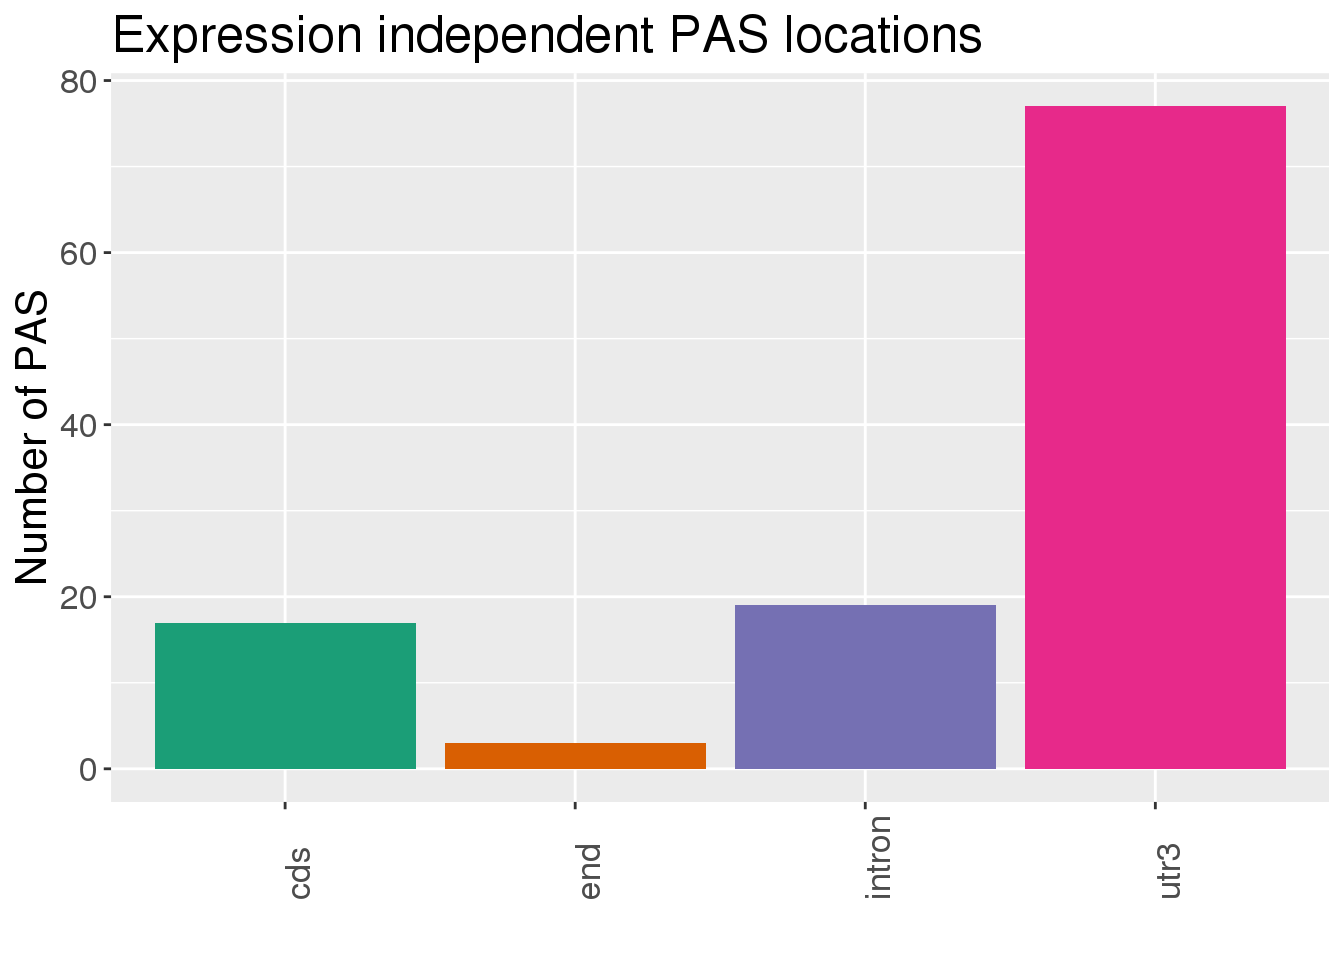 Expression independent PAS locations
Number of PAS
80
60
40
20
0
cds
end
intron
utr3